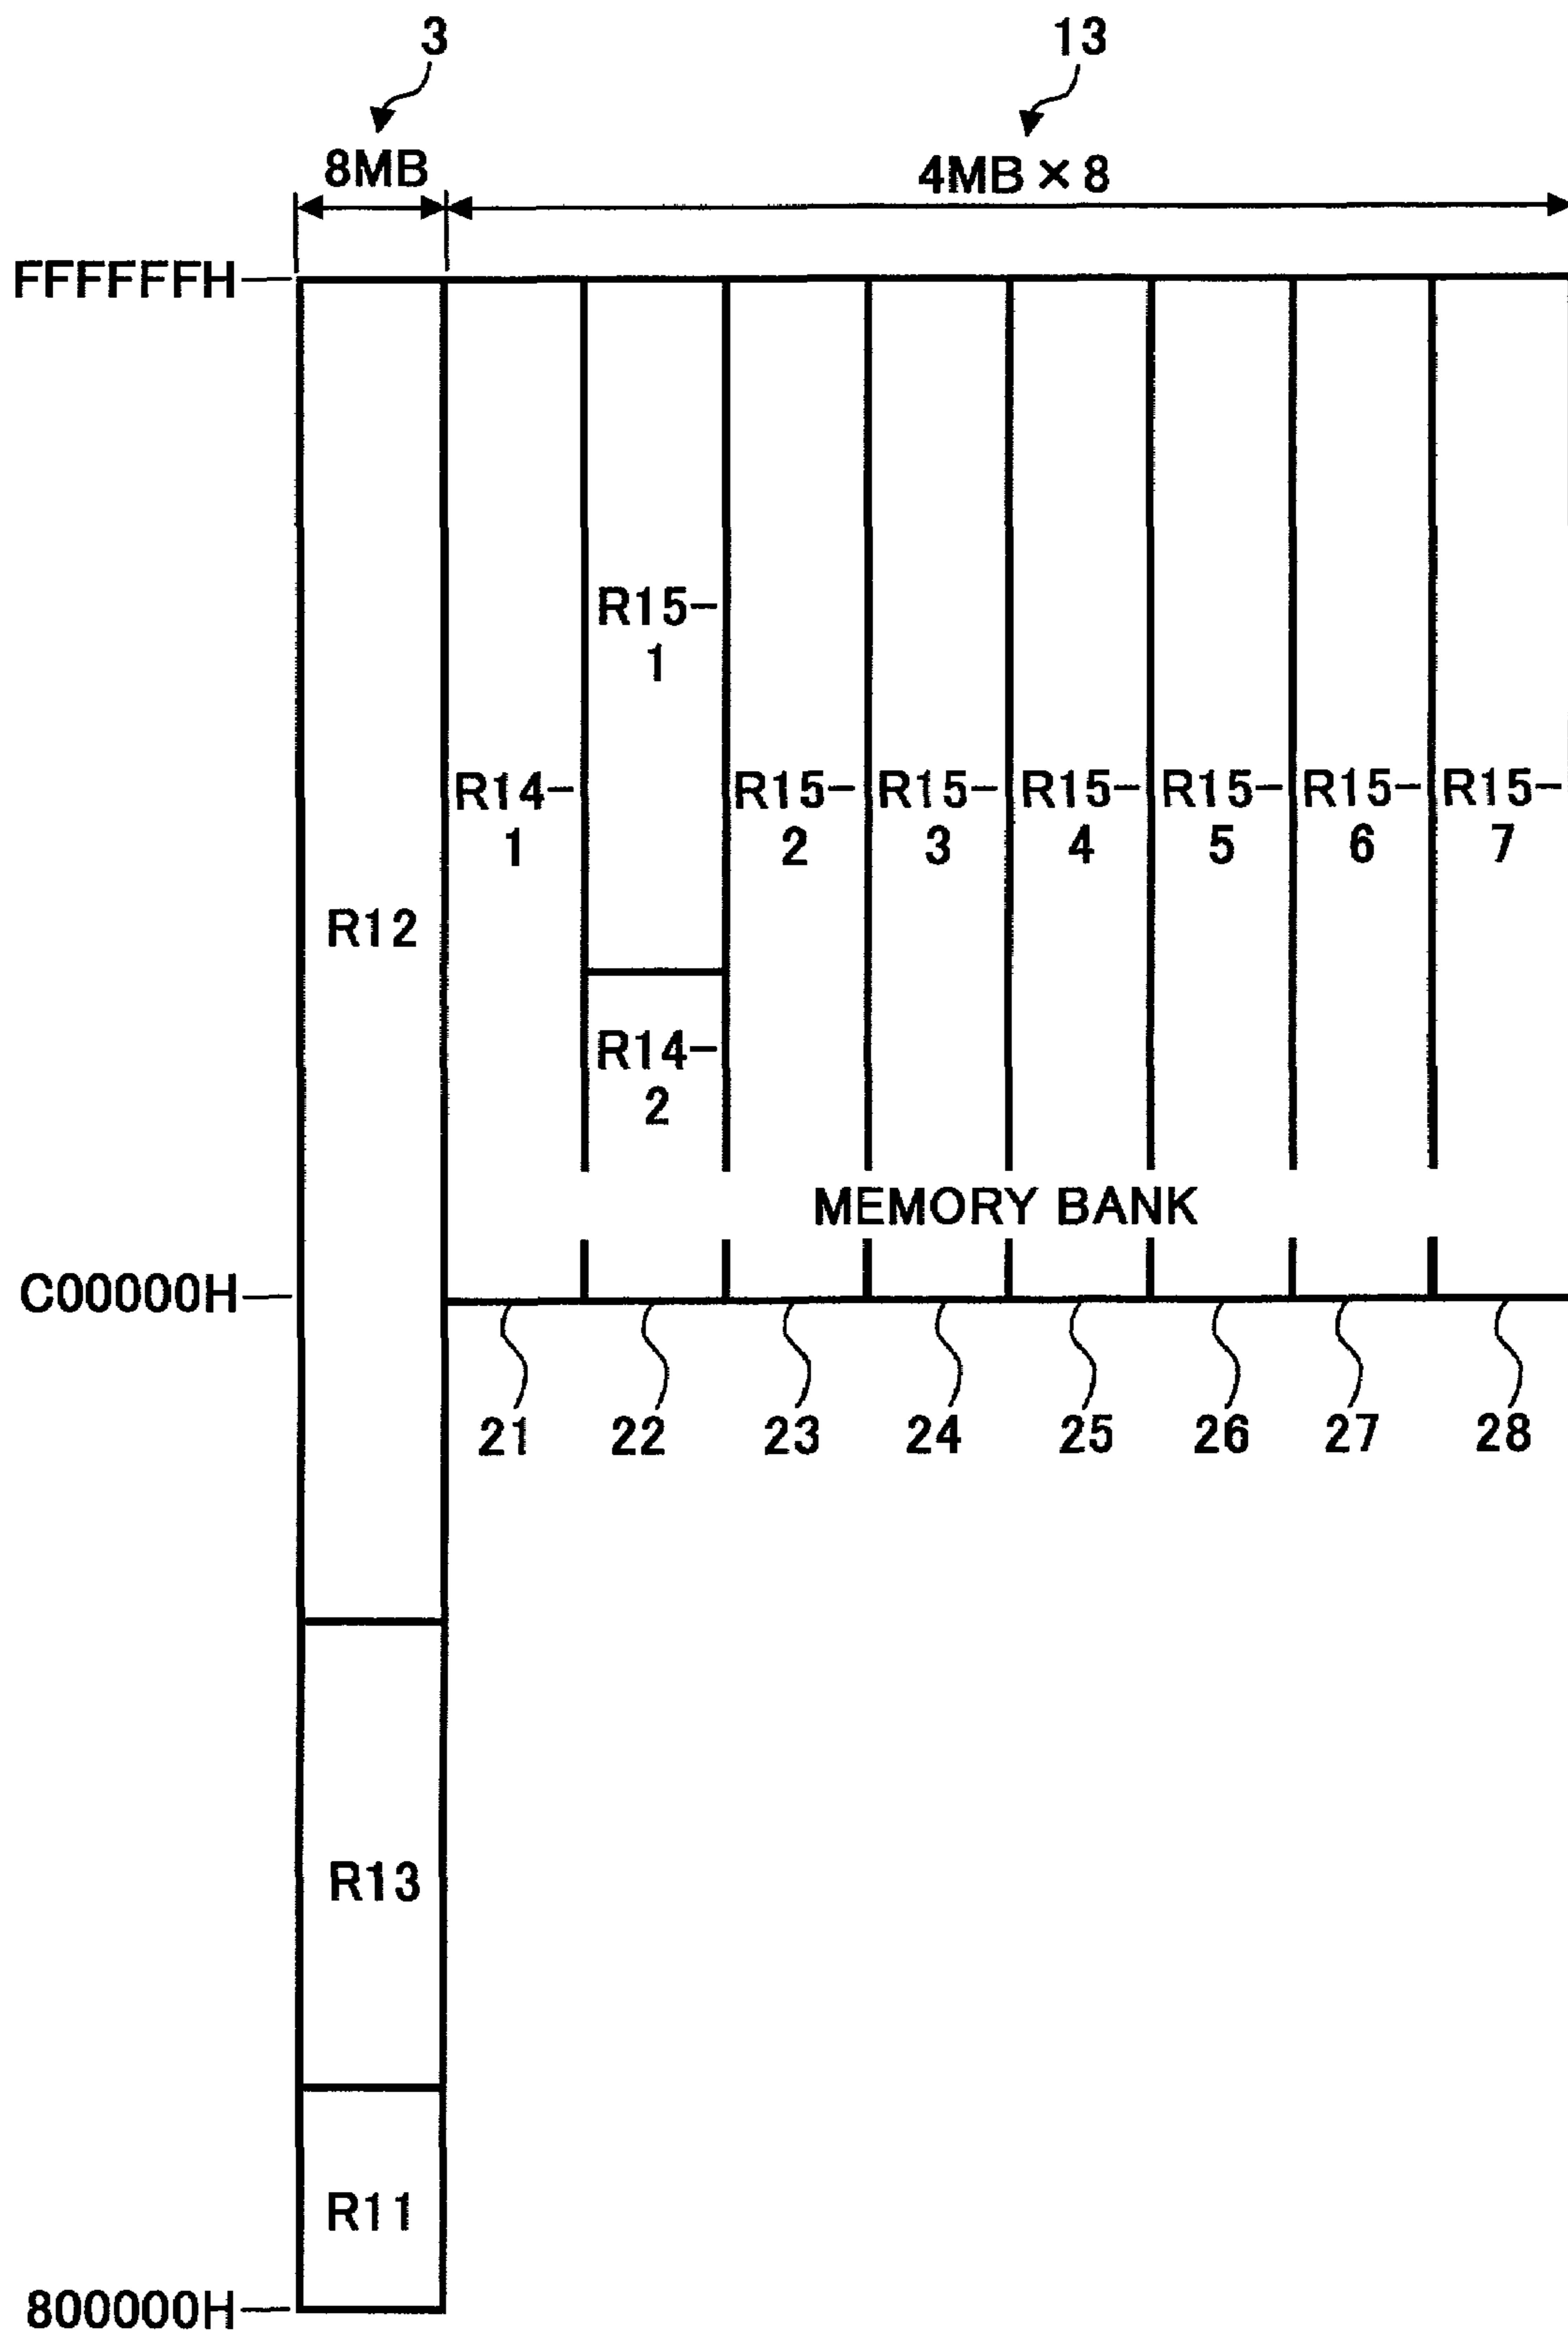 3
13
8MB
4MB×8
FFFFFFH
R15-
1
R14-
1
R15-
2
R15-
3
R15-
4
R15-
5
R15-
6
R15-
7
R12
R14-
2
MEMORY BANK
C00000H
21
22
23
24
25
26
27
28
R13
R11
800000H